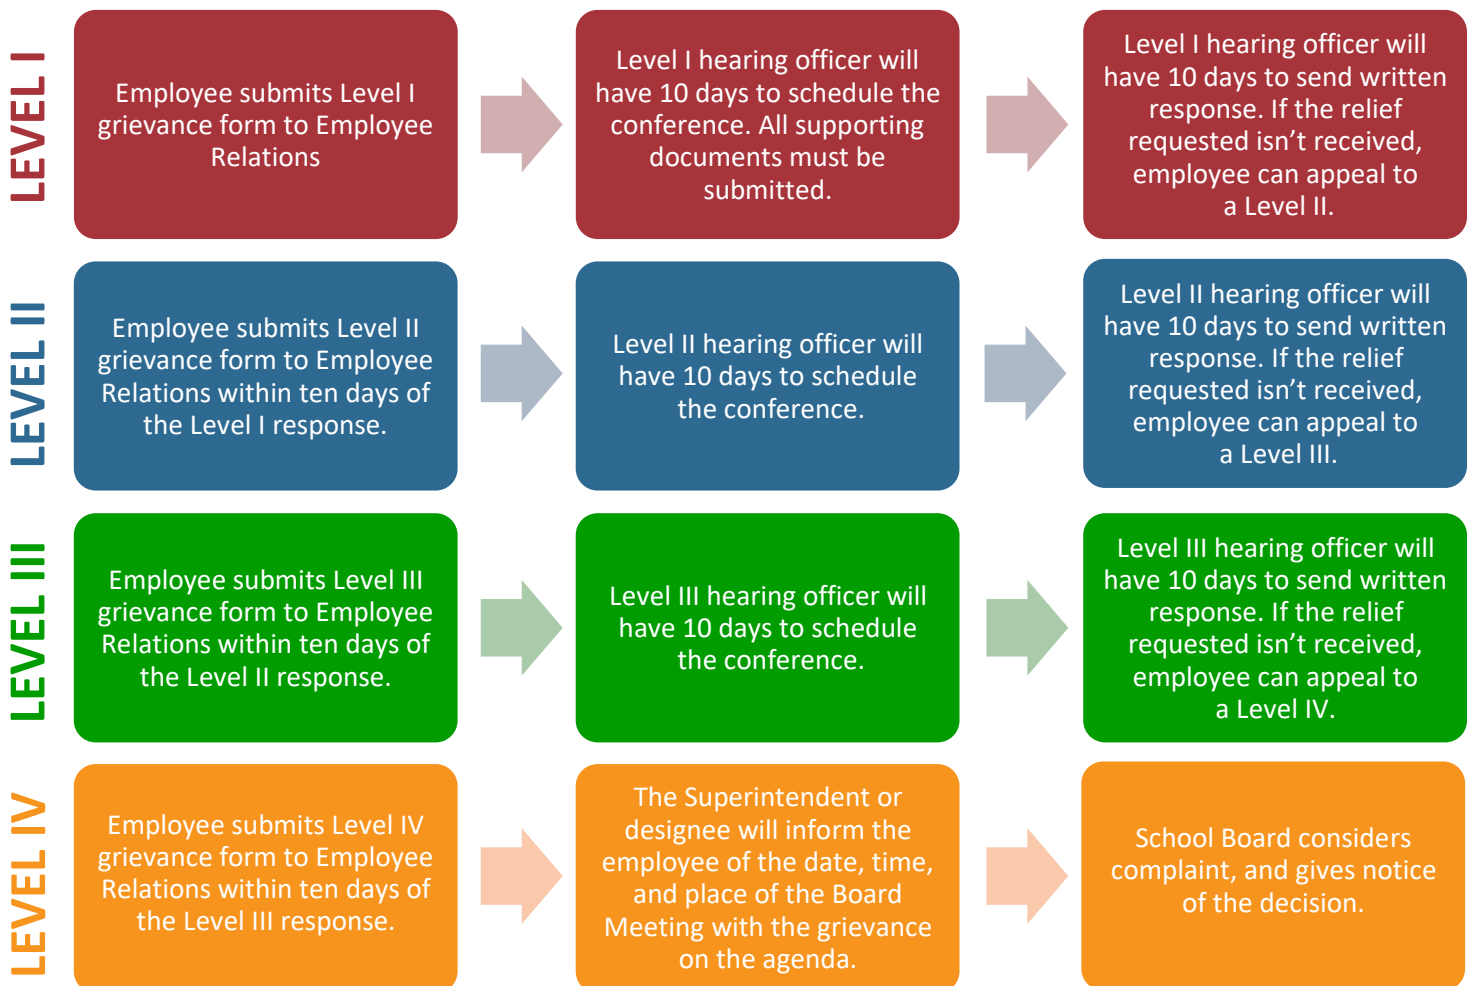 LEVEL I
Employee submits Level I
grievance form to Employee
Relations
Level I hearing officer will
have 10 days to schedule the
conference. All supporting
documents must be
submitted.
Level I hearing officer will
have 10 days to send written
response. If the relief
requested isn’t received,
employee can appeal to
a Level II.
LEVEL II
Employee submits Level II
grievance form to Employee
Relations within ten days of
the Level I response.
Level II hearing officer will
have 10 days to schedule
the conference.
Level II hearing officer will
have 10 days to send written
response. If the relief
requested isn’t received,
employee can appeal to
a Level III.
LEVEL III
Employee submits Level III
grievance form to Employee
Relations within ten days of
the Level II response.
Level III hearing officer will
have 10 days to schedule
the conference.
Level III hearing officer will
have 10 days to send written
response. If the relief
requested isn’t received,
employee can appeal to
a Level IV.
LEVEL IV
Employee submits Level IV
grievance form to Employee
Relations within ten days of
the Level III response.
The Superintendent or
designee will inform the
employee of the date, time,
and place of the Board
Meeting with the grievance
on the agenda.
School Board considers
complaint, and gives notice
of the decision.